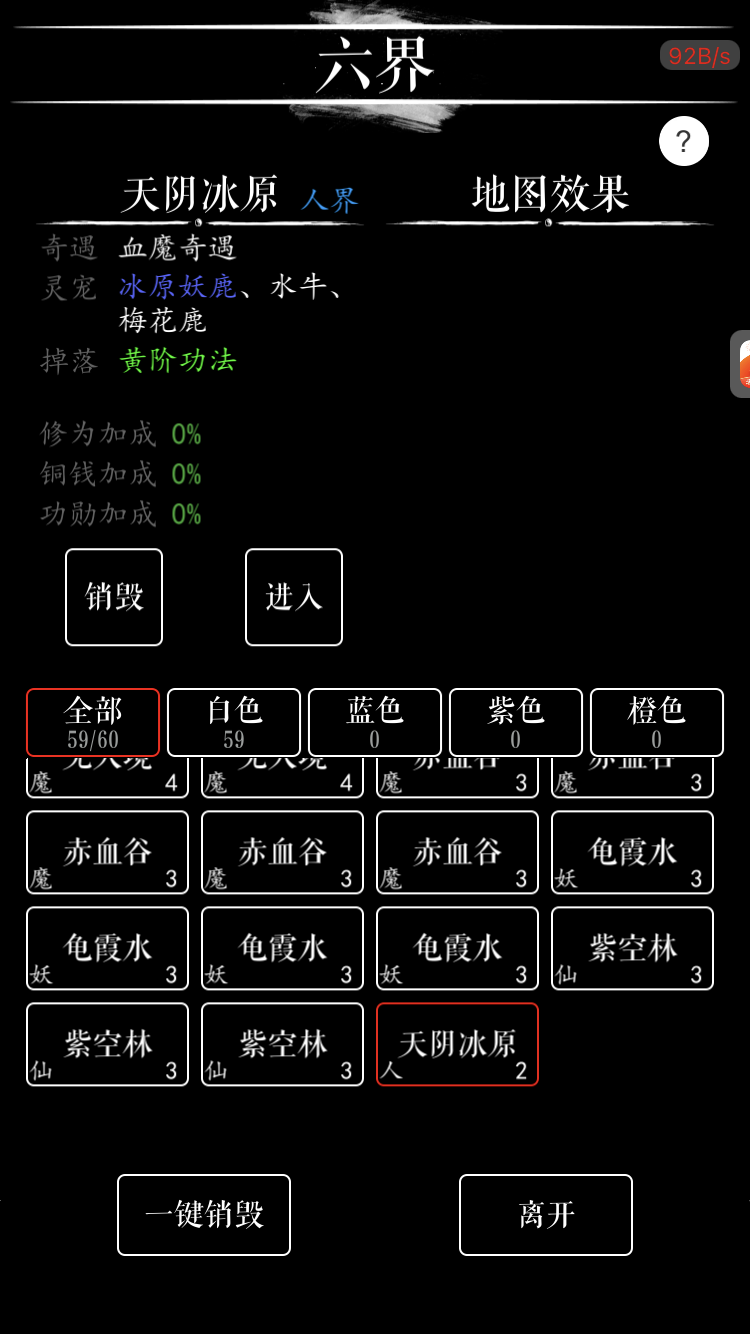 六界
92B/s
?
天阴冰原 人界
地图效果
奇遇 血魔奇遇
灵宠 冰原妖鹿、水牛、
梅花鹿
掉落 黄阶功法
修为加成 0%
铜钱加成 0%
功勋加成 0%
销毁 进入
全部 白色 蓝色 紫色 橙色
59/60 59 0 0 0
魔 4 魔 4 魔 3 魔 3
赤血谷 赤血谷 赤血谷 龟霞水
魔 3 魔 3 魔 3 妖 3
龟霞水 龟霞水 龟霞水 紫空林
妖 3 妖 3 妖 3 仙 3
紫空林 紫空林 天阴冰原
仙 3 仙 3 人 2
一键销毁 离开